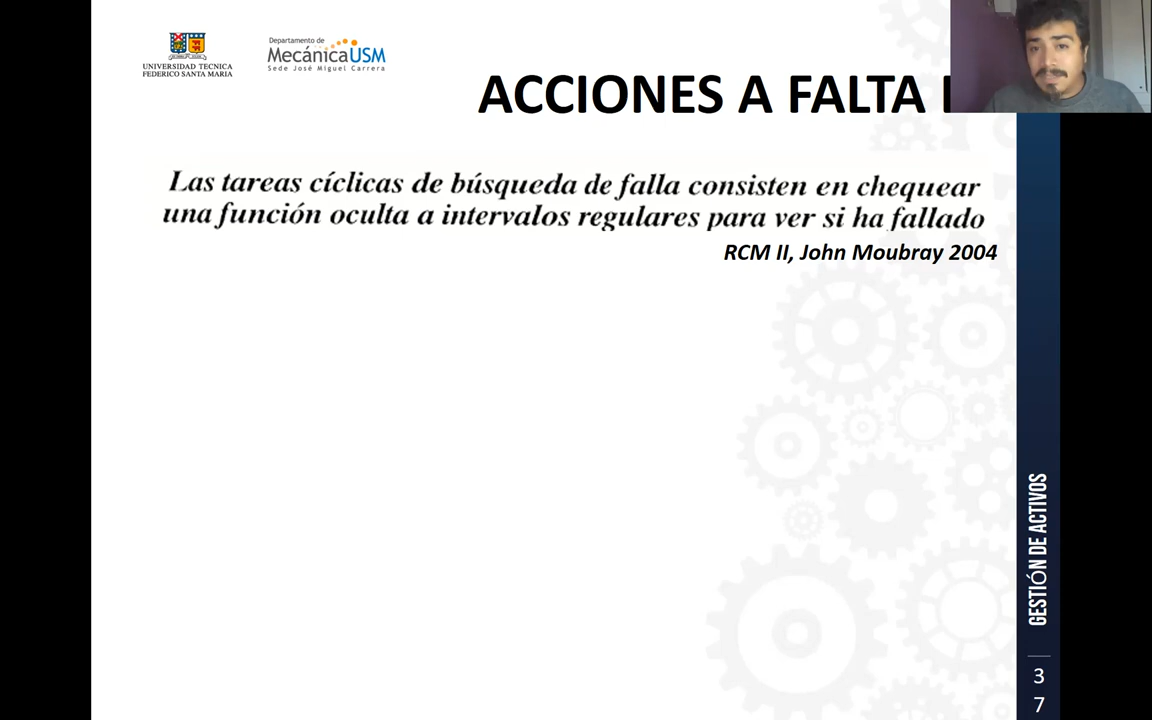 UNIVERSIDAD TECNICA
FEDERICO SANTA MARIA
Departamento de
MecánicaUSM
Sede José Miguel Carrera
ACCIONES A FALTA
Las tareas cíclicas de búsqueda de falla consisten en chequear
una función oculta a intervalos regulares para ver si ha fallado
RCM II, John Moubray 2004
GESTIÓN DE ACTIVOS
3
7